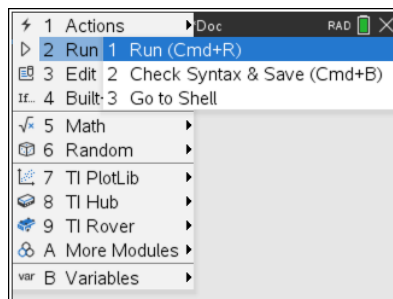 1 Actions Doc RAD
2 Run 1 Run (Cmd+R)
3 Edit 2 Check Syntax & Save (Cmd+B)
If... 4 Built- 3 Go to Shell
√x 5 Math
6 Random
7 TI PlotLib
8 TI Hub
9 TI Rover
A More Modules
var B Variables